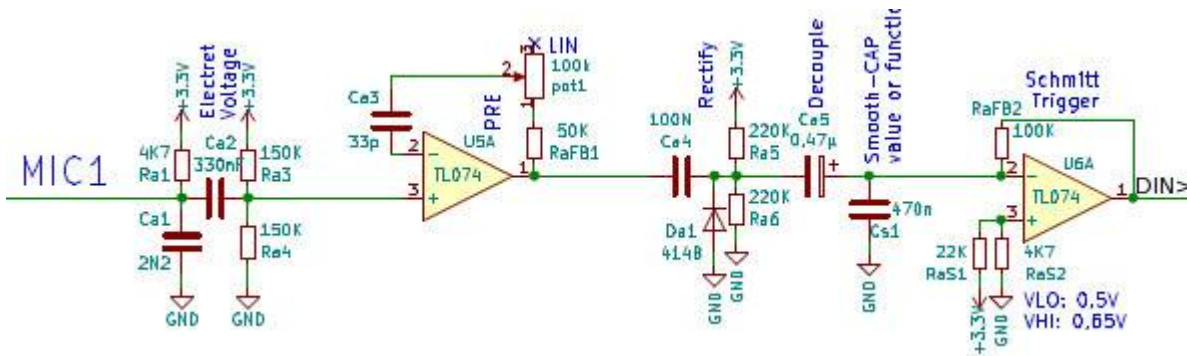 MIC1
+3.3V
Electret
Voltage
+3.3V
4K7
Ra1
Ca2
330nF
150K
Ra3
Ca1
2N2
150K
Ra4
GND
GND
Ca3
33p
2
3
LIN
100k
pot1
1
PRE
50K
RaFB1
U5A
TL074
2
3
1
Rectify
100N
Ca4
+3.3V
220K
Ra5
220K
Ra6
Da1
4148
GND
GND
Decouple
Ca5
0,47µ
Smooth-CAP
value or functi
470n
Cs1
GND
Schmitt
Trigger
RaFB2
100K
U6A
TL074
2
3
1
DIN>
22K
RaS1
4K7
RaS2
+3.3V
GND
VLO: 0.5V
VHI: 0,65V